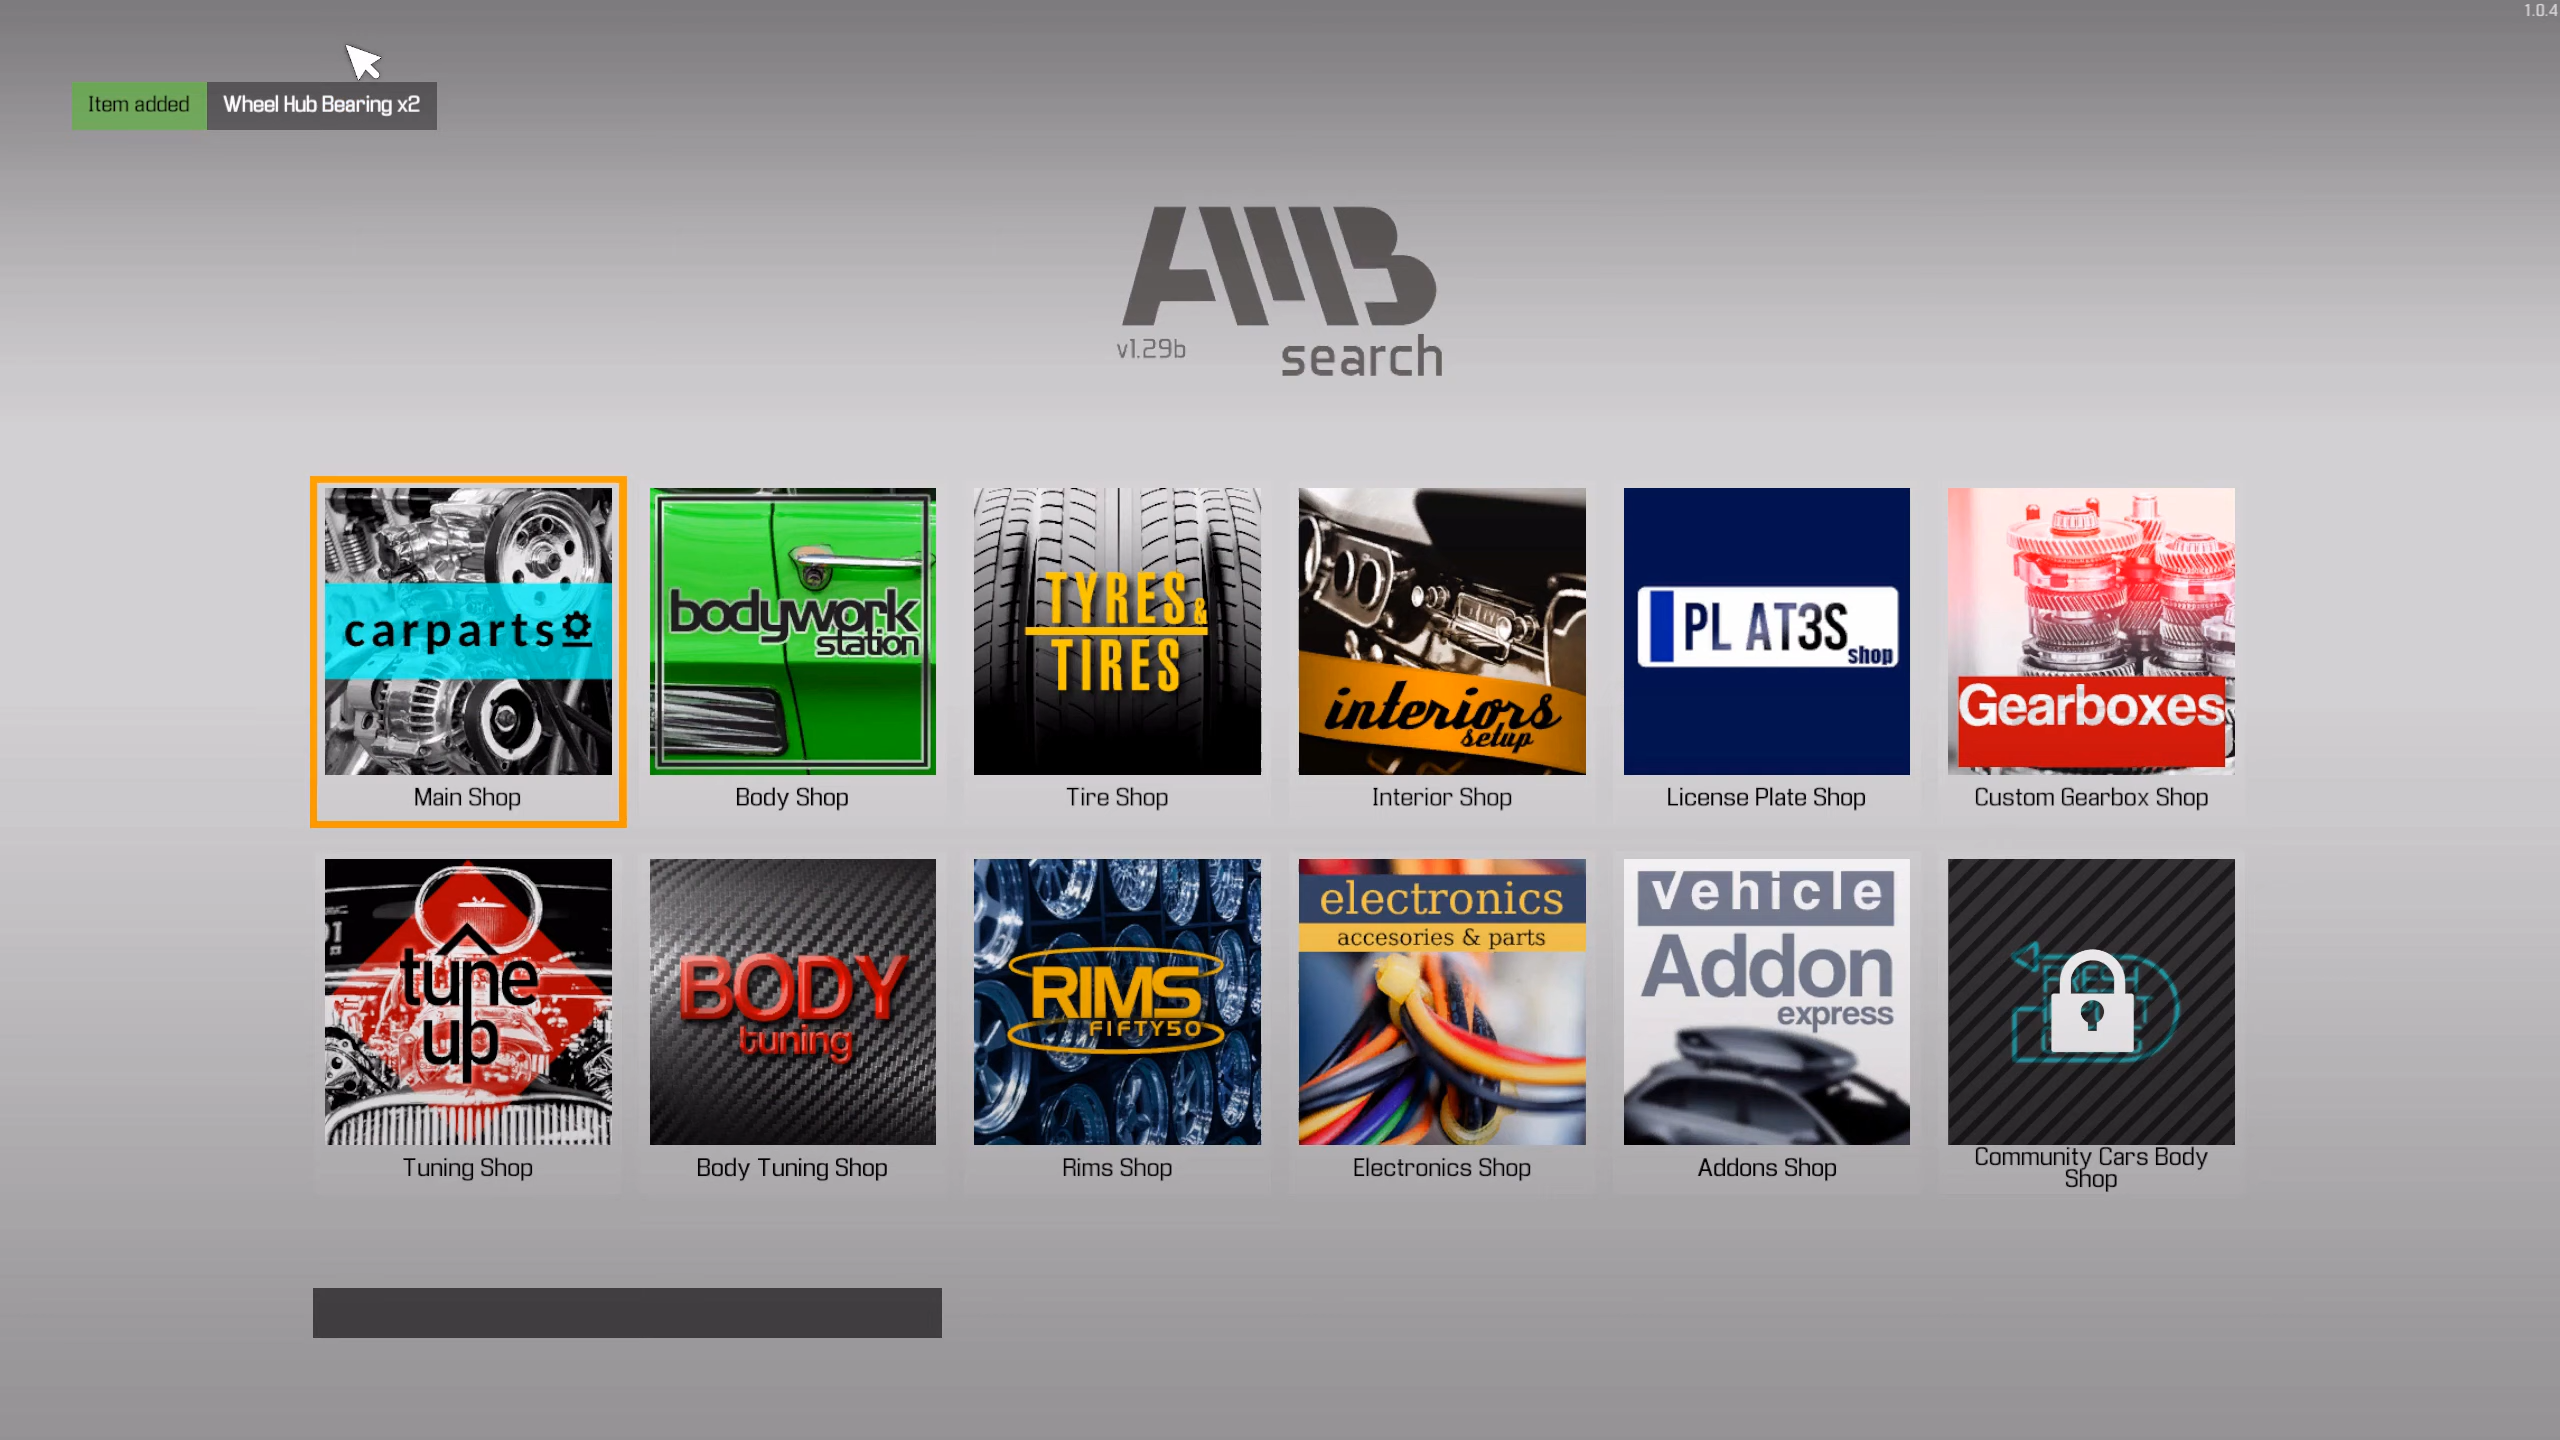 1.0.4
Item added Wheel Hub Bearing x2
AMB
v1.29b search
carparts
bodywork
station
TYRES &
TIRES
interiors
setup
PL AT3S
shop
Gearboxes
Main Shop
Body Shop
Tire Shop
Interior Shop
License Plate Shop
Custom Gearbox Shop
tune
up
BODY
tuning
RIMS
FIFTY50
electronics
accesories & parts
vehicle
Addon
express
FRESH
Tuning Shop
Body Tuning Shop
Rims Shop
Electronics Shop
Addons Shop
Community Cars Body
Shop